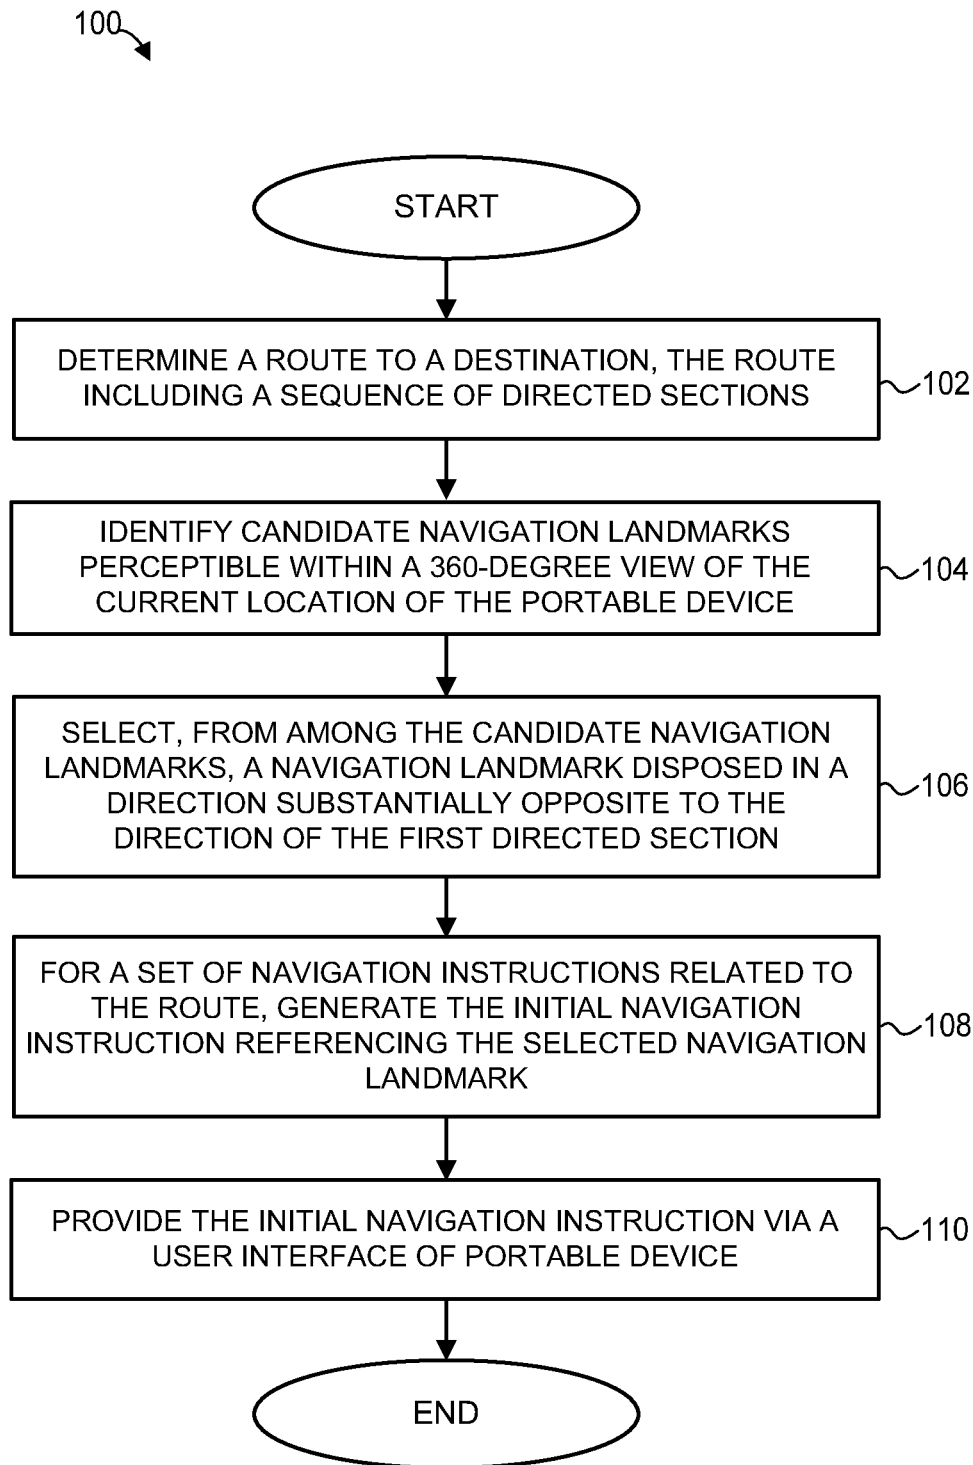 100
START
DETERMINE A ROUTE TO A DESTINATION, THE ROUTE
INCLUDING A SEQUENCE OF DIRECTED SECTIONS
102
IDENTIFY CANDIDATE NAVIGATION LANDMARKS
PERCEPTIBLE WITHIN A 360-DEGREE VIEW OF THE
CURRENT LOCATION OF THE PORTABLE DEVICE
104
SELECT, FROM AMONG THE CANDIDATE NAVIGATION
LANDMARKS, A NAVIGATION LANDMARK DISPOSED IN A
DIRECTION SUBSTANTIALLY OPPOSITE TO THE
DIRECTION OF THE FIRST DIRECTED SECTION
106
FOR A SET OF NAVIGATION INSTRUCTIONS RELATED TO
THE ROUTE, GENERATE THE INITIAL NAVIGATION
INSTRUCTION REFERENCING THE SELECTED NAVIGATION
LANDMARK
108
PROVIDE THE INITIAL NAVIGATION INSTRUCTION VIA A
USER INTERFACE OF PORTABLE DEVICE
110
END